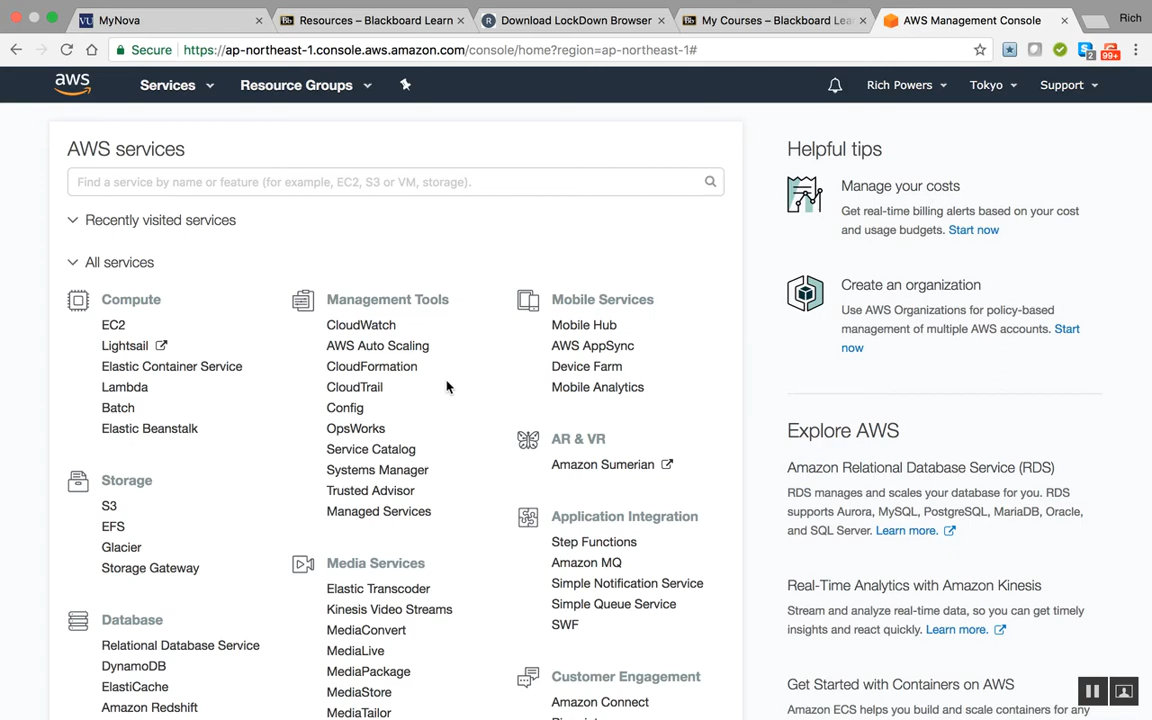 MyNova
Resources – Blackboard Learn
Download LockDown Browser
My Courses – Blackboard Lea
AWS Management Console
Rich
Secure
https://ap-northeast-1.console.aws.amazon.com/console/home?region=ap-northeast-1#
2
99+
aws
Services
Resource Groups
Rich Powers
Tokyo
Support
AWS services
Find a service by name or feature (for example, EC2, S3 or VM, storage).
Recently visited services
All services
Compute
EC2
Lightsail
Elastic Container Service
Lambda
Batch
Elastic Beanstalk
Storage
S3
EFS
Glacier
Storage Gateway
Database
Relational Database Service
DynamoDB
ElastiCache
Amazon Redshift
Management Tools
CloudWatch
AWS Auto Scaling
CloudFormation
CloudTrail
Config
OpsWorks
Service Catalog
Systems Manager
Trusted Advisor
Managed Services
Media Services
Elastic Transcoder
Kinesis Video Streams
MediaConvert
MediaLive
MediaPackage
MediaStore
MediaTailor
Mobile Services
Mobile Hub
AWS AppSync
Device Farm
Mobile Analytics
AR & VR
Amazon Sumerian
Application Integration
Step Functions
Amazon MQ
Simple Notification Service
Simple Queue Service
SWF
Customer Engagement
Amazon Connect
Helpful tips
Manage your costs
Get real-time billing alerts based on your cost
and usage budgets. Start now
Create an organization
Use AWS Organizations for policy-based
management of multiple AWS accounts. Start
now
Explore AWS
Amazon Relational Database Service (RDS)
RDS manages and scales your database for you. RDS
supports Aurora, MySQL, PostgreSQL, MariaDB, Oracle,
and SQL Server. Learn more.
Real-Time Analytics with Amazon Kinesis
Stream and analyze real-time data, so you can get timely
insights and react quickly. Learn more.
Get Started with Containers on AWS
Amazon ECS helps you build and scale containers for any